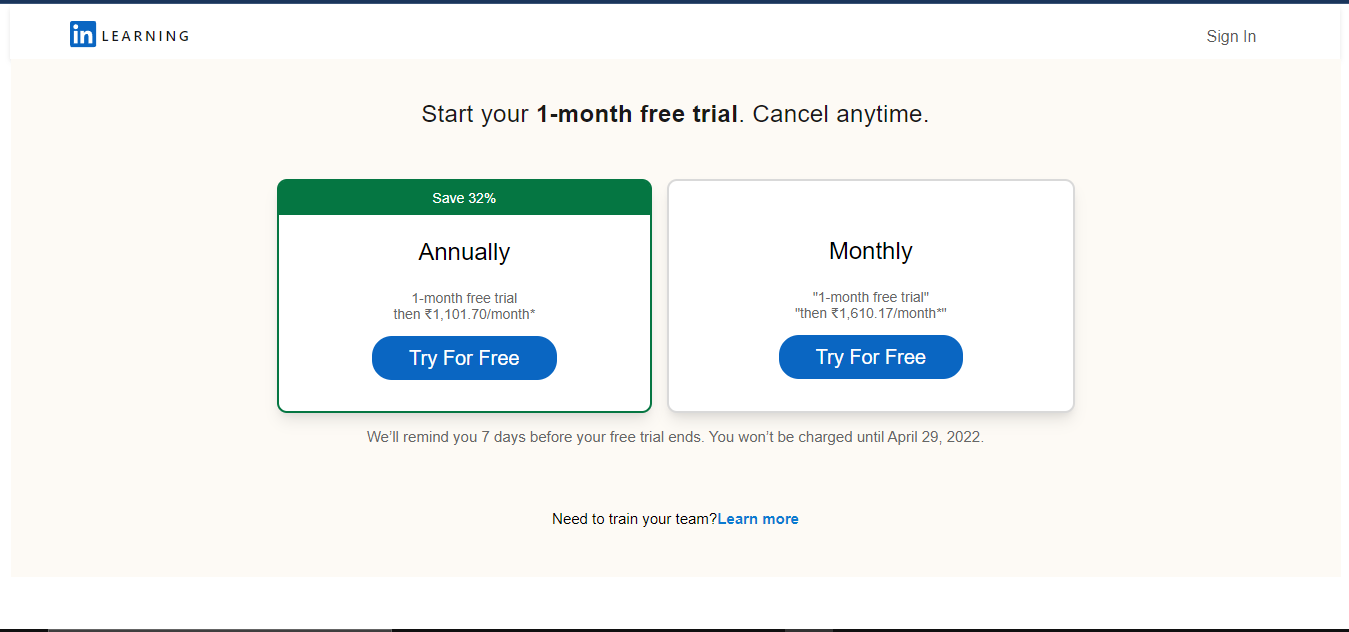 in LEARNING
Sign In
Start your 1-month free trial. Cancel anytime.
Save 32%
Annually
1-month free trial
then ₹1,101.70/month*
Try For Free
Monthly
"1-month free trial"
"then ₹1,610.17/month*"
Try For Free
We'll remind you 7 days before your free trial ends. You won't be charged until April 29, 2022.
Need to train your team?Learn more